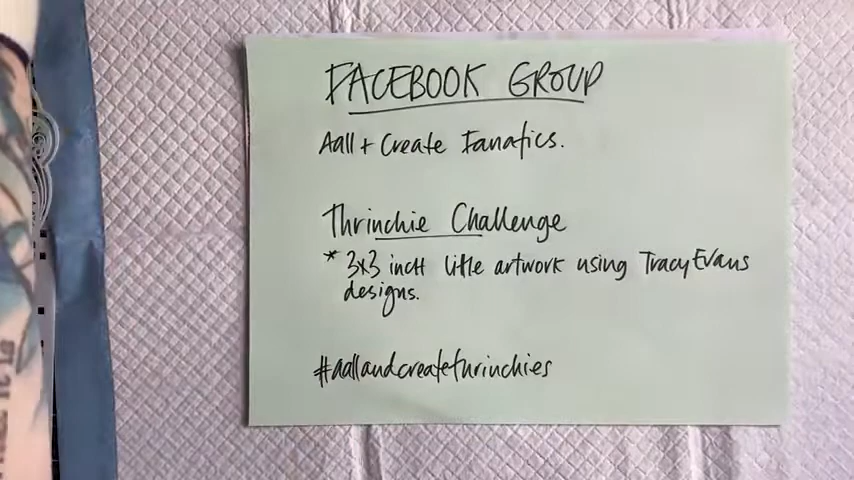 FACEBOOK GROUP
Aall + Create Fanatics.
Thrinchie Challenge
* 3x3 inch little artwork using Tracy Evans
designs.
#aallandcreatethrinchies